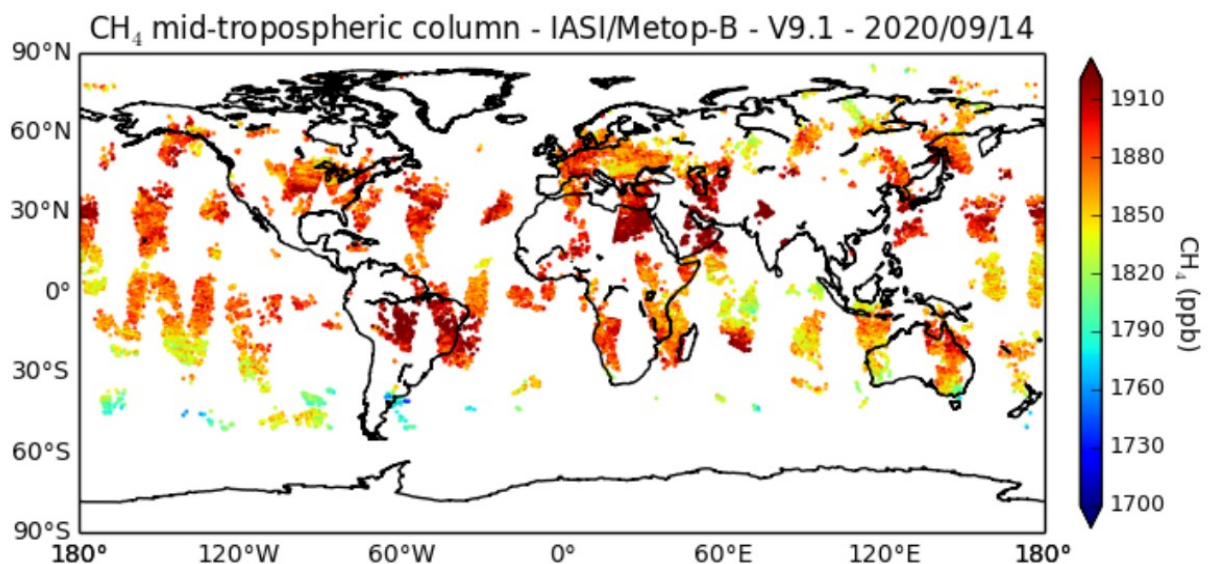 CH₄ mid-tropospheric column - IASI/Metop-B - V9.1 - 2020/09/14
90°N
60°N
30°N
0°
30°S
60°S
90°S
180°
120°W
60°W
0°
60°E
120°E
180°
1910
1880
1850
1820
1790
1760
1730
1700
CH₄ (ppb)